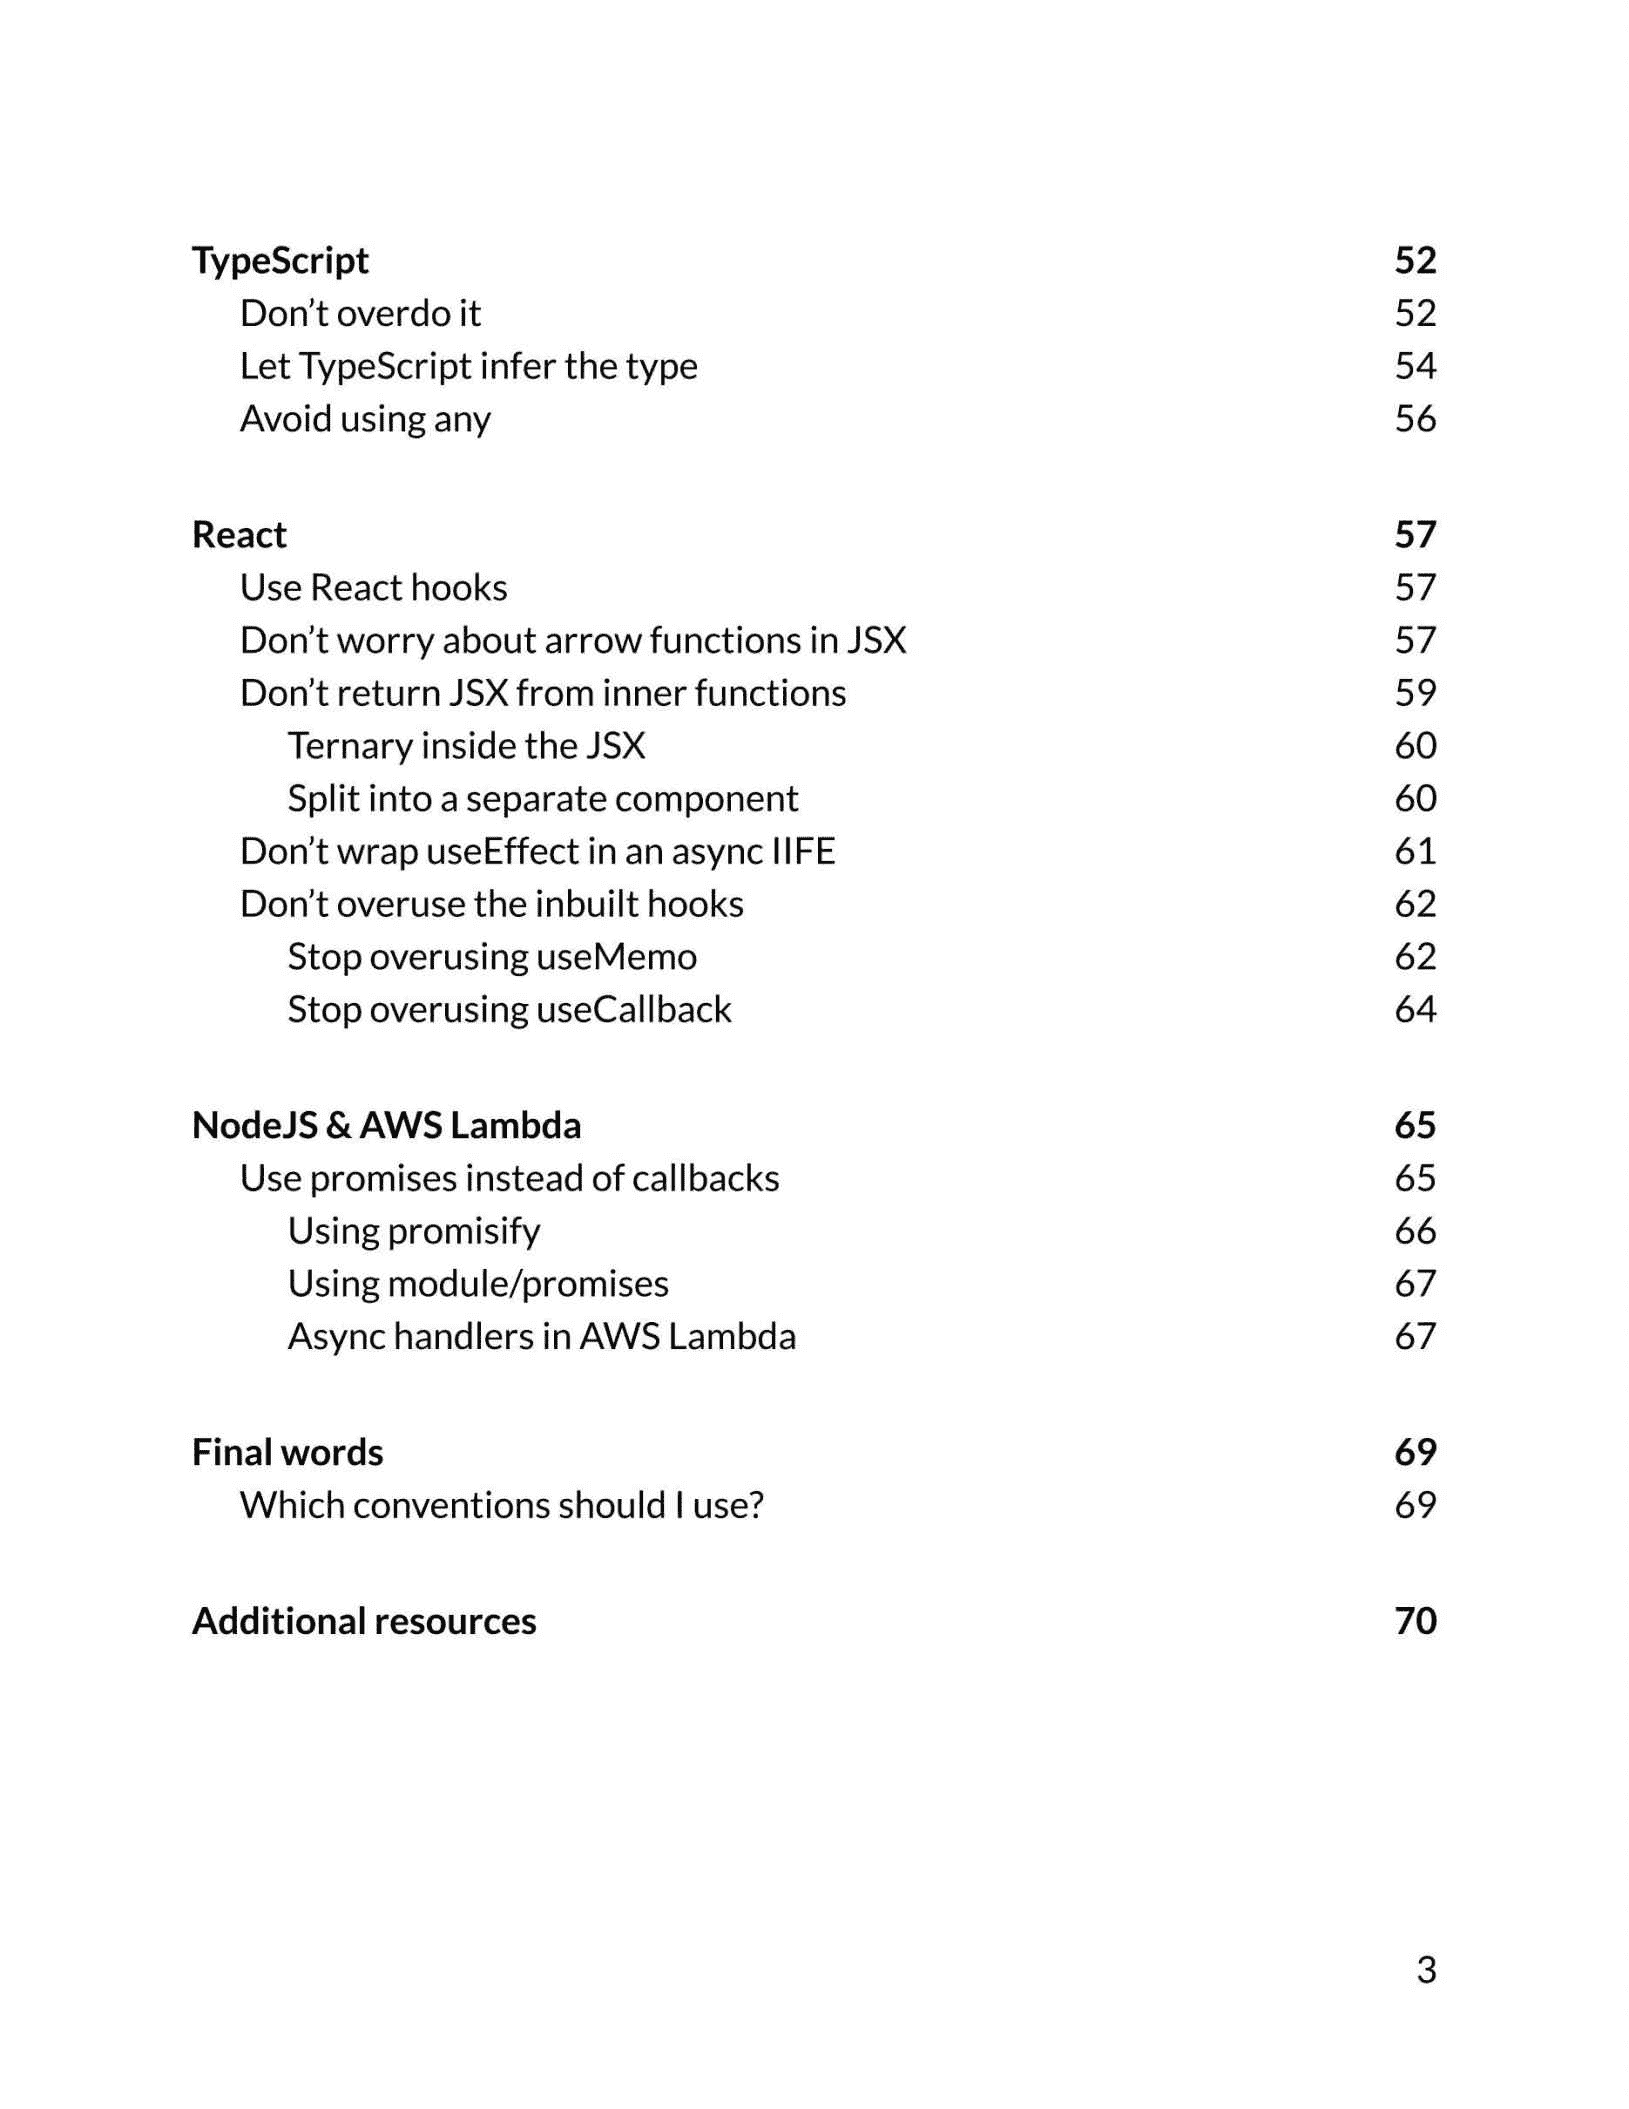 TypeScript 52
Don’t overdo it 52
Let TypeScript infer the type 54
Avoid using any 56
React 57
Use React hooks 57
Don’t worry about arrow functions in JSX 57
Don’t return JSX from inner functions 59
Ternary inside the JSX 60
Split into a separate component 60
Don’t wrap useEffect in an async IIFE 61
Don’t overuse the inbuilt hooks 62
Stop overusing useMemo 62
Stop overusing useCallback 64
NodeJS & AWS Lambda 65
Use promises instead of callbacks 65
Using promisify 66
Using module/promises 67
Async handlers in AWS Lambda 67
Final words 69
Which conventions should I use? 69
Additional resources 70
3